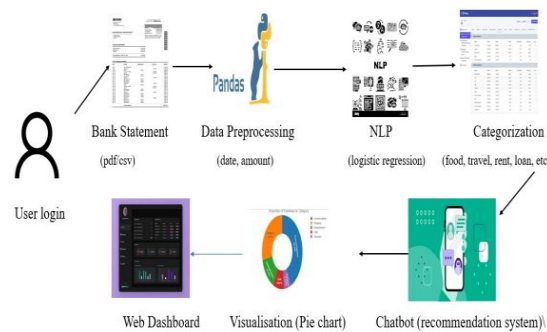 Pandas
NLP
Bank Statement
Data Preprocessing
NLP
Categorization
(pdf/csv)
(date, amount)
(logistic regression)
(food, travel, rent, loan, etc
User login
Web Dashboard
Visualisation (Pie chart)
Chatbot (recommendation system)\